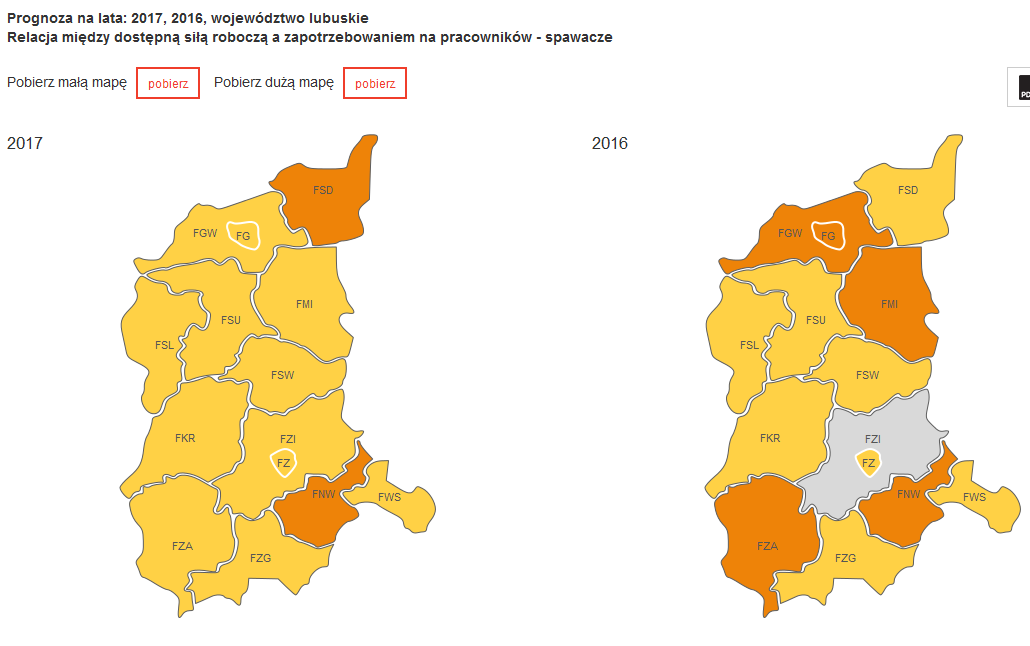 Prognoza na lata: 2017, 2016, województwo lubuskie
Relacja między dostępną siłą roboczą a zapotrzebowaniem na pracowników - spawacze
Pobierz małą mapę pobierz Pobierz dużą mapę pobierz
2017
FSD
FGW FG
FMI
FSU
FSL
FSW
FKR
FZI
FZ
FNW
FWS
FZA
FZG
2016
FSD
FGW FG
FMI
FSU
FSL
FSW
FKR
FZI
FZ
FNW
FWS
FZA
FZG